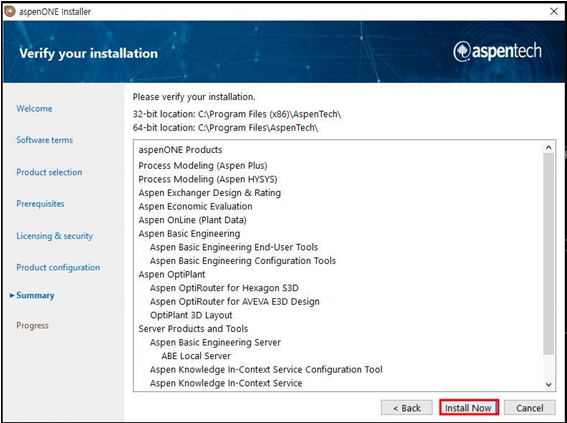 aspenONE Installer
Verify your installation
aspentech
Welcome
Software terms
Product selection
Prerequisites
Licensing & security
Product configuration
Summary
Progress
Please verify your installation.
32-bit location: C:\Program Files (x86)\AspenTech\
64-bit location: C:\Program Files\AspenTech\
aspenONE Products
Process Modeling (Aspen Plus)
Process Modeling (Aspen HYSYS)
Aspen Exchanger Design & Rating
Aspen Economic Evaluation
Aspen OnLine (Plant Data)
Aspen Basic Engineering
Aspen Basic Engineering End-User Tools
Aspen Basic Engineering Configuration Tools
Aspen OptiPlant
Aspen OptiRouter for Hexagon S3D
Aspen OptiRouter for AVEVA E3D Design
OptiPlant 3D Layout
Server Products and Tools
Aspen Basic Engineering Server
ABE Local Server
Aspen Knowledge In-Context Service Configuration Tool
Aspen Knowledge In-Context Service
< Back Install Now Cancel